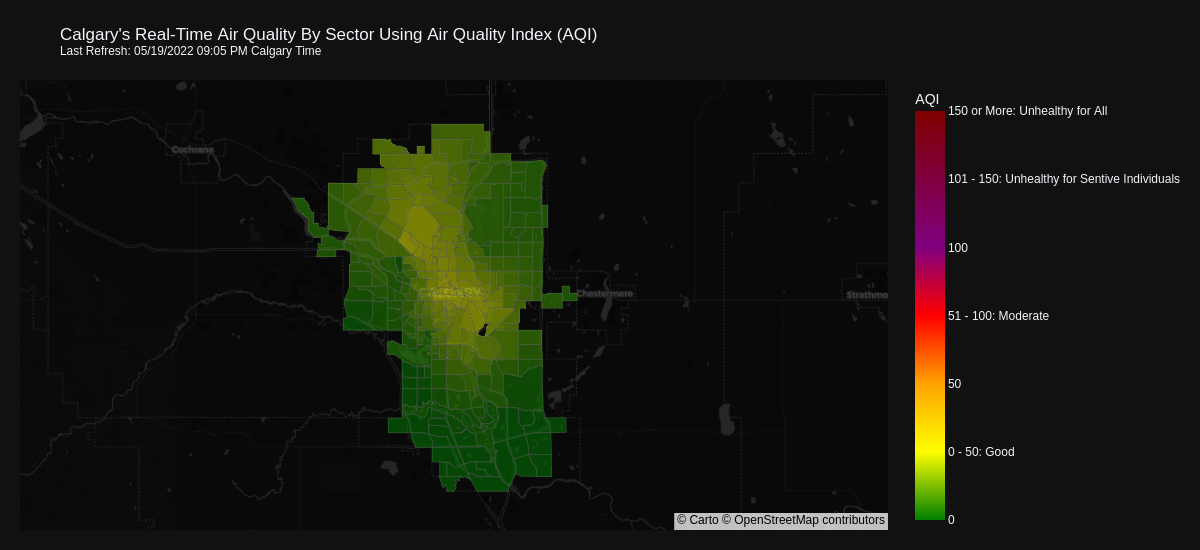 Calgary's Real-Time Air Quality By Sector Using Air Quality Index (AQI)
Last Refresh: 05/19/2022 09:05 PM Calgary Time
AQI
150 or More: Unhealthy for All
Cochrane
101 - 150: Unhealthy for Sentive Individuals
100
Chestermere
Strathmo
51 - 100: Moderate
50
0 - 50: Good
0
© Carto © OpenStreetMap contributors